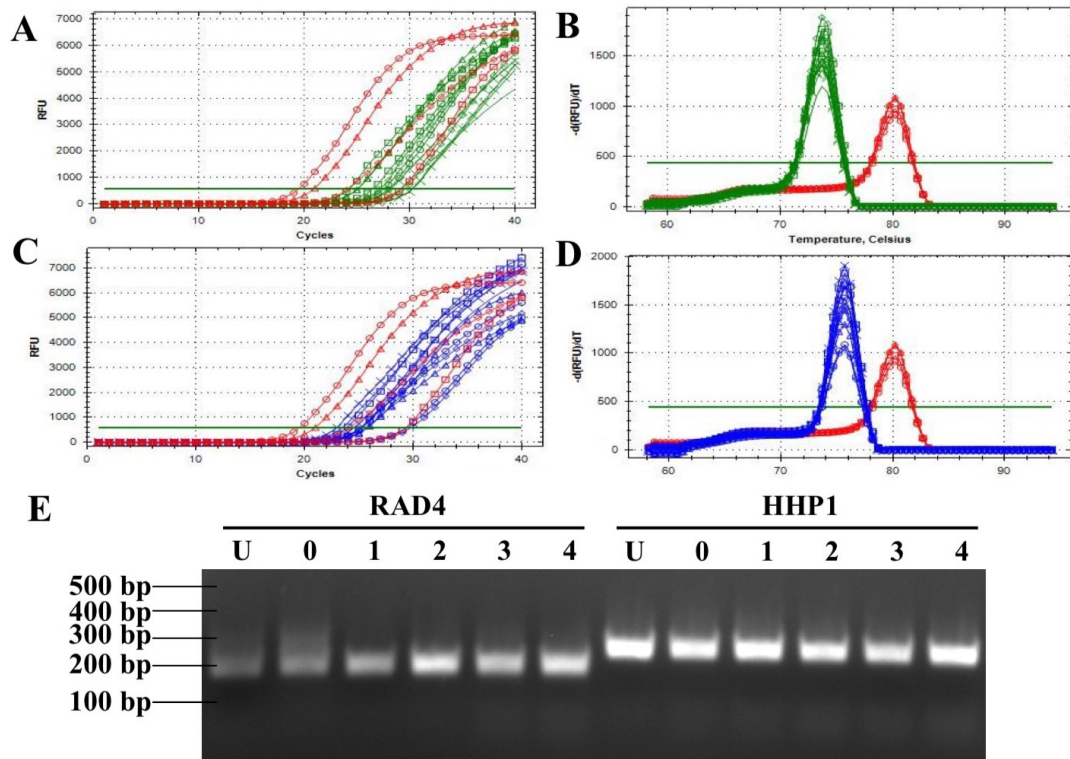 A
RFU
7000
6000
5000
4000
3000
2000
1000
0
0 10 20 30 40
Cycles
B
-d(RFU)/dT
1500
1000
500
0
60 70 80 90
Temperature, Celsius
C
RFU
7000
6000
5000
4000
3000
2000
1000
0
0 10 20 30 40
Cycles
D
-d(RFU)/dT
2000
1500
1000
500
0
60 70 80 90
E
RAD4 HHP1
U 0 1 2 3 4 U 0 1 2 3 4
500 bp
400 bp
300 bp
200 bp
100 bp